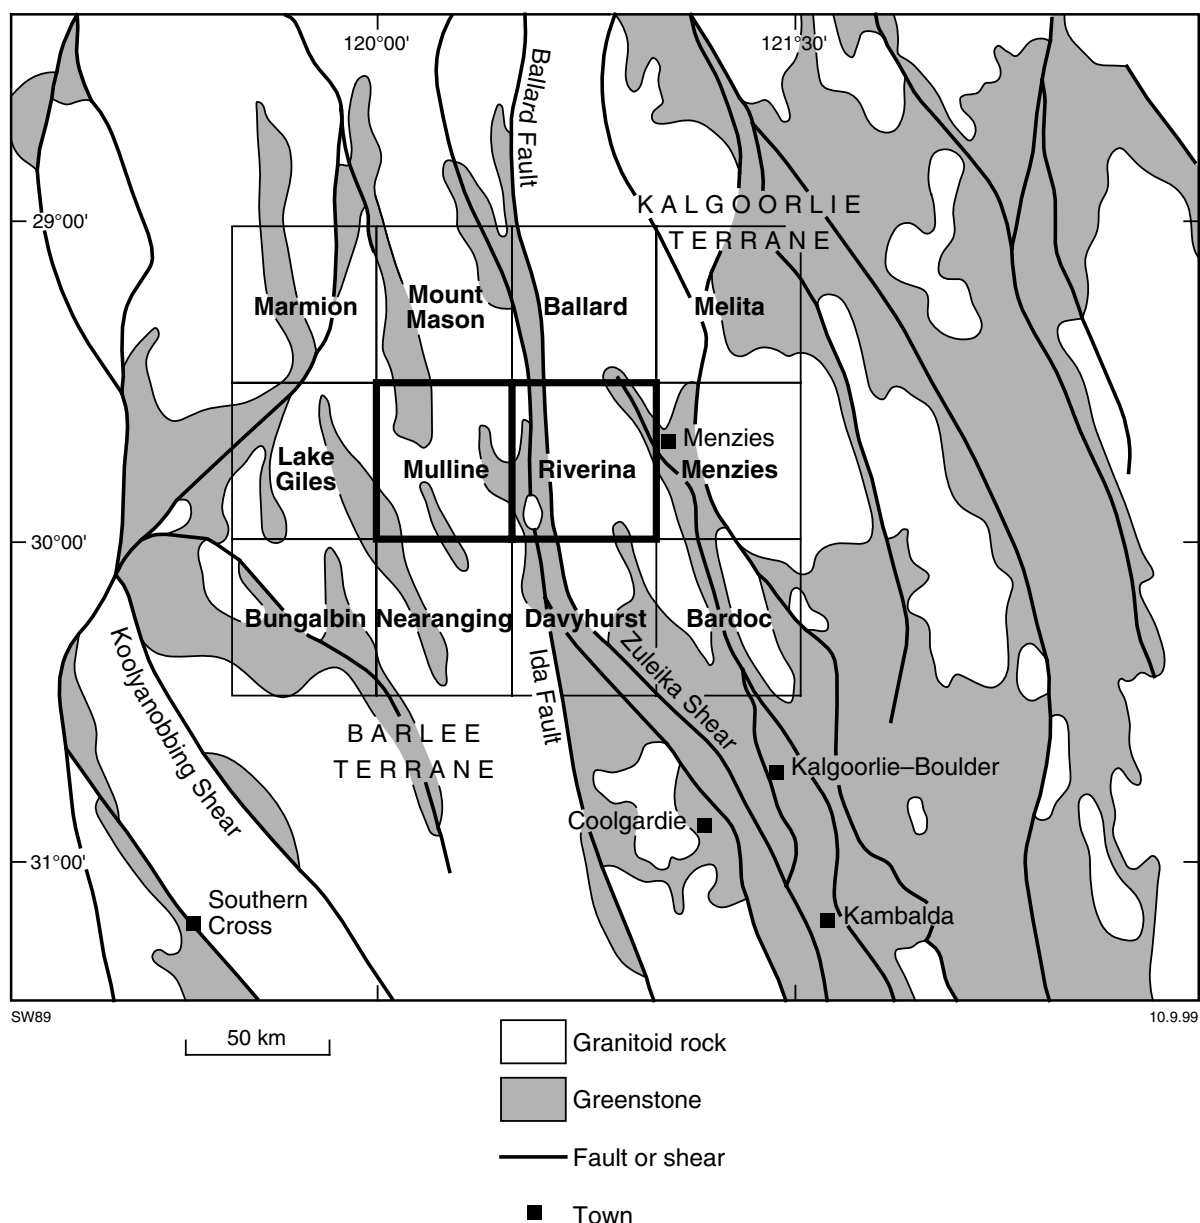 120°00'
121°30'
Ballard Fault
29°00'
KALGOORLIE
TERRANE
Marmion
Mount
Mason
Ballard
Melita
Lake
Giles
Mulline
Riverina
Menzies
Menzies
30°00'
Bungalbin
Nearanging
Davyhurst
Bardoc
Koolyanobbing Shear
Ida Fault
Zuleika Shear
BARLEE
TERRANE
Kalgoorlie–Boulder
Coolgardie
31°00'
Southern
Cross
Kambalda
SW89
10.9.99
50 km
Granitoid rock
Greenstone
Fault or shear
Town